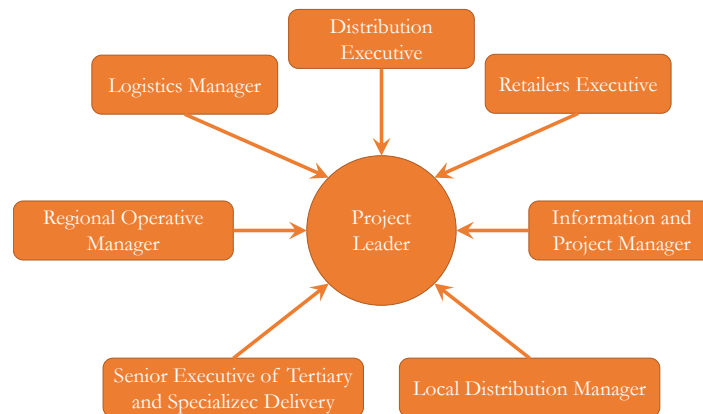 Distribution
Executive
Logistics Manager
Retailers Executive
Regional Operative
Manager
Project
Leader
Information and
Project Manager
Senior Executive of Tertiary
and Specializec Delivery
Local Distribution Manager